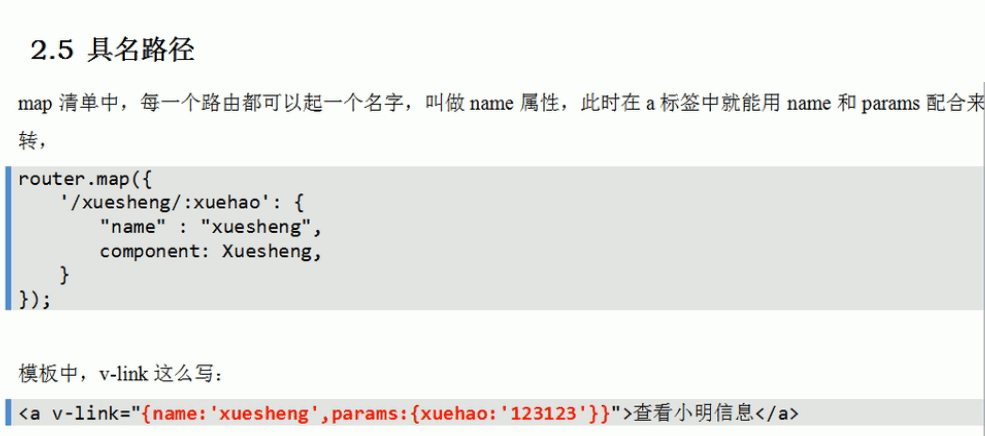 2.5 具名路径
map 清单中，每一个路由都可以起一个名字，叫做 name 属性，此时在 a 标签中就能用 name 和 params 配合来
转，
router.map({
    '/xuesheng/:xuehao': {
        "name" : "xuesheng",
        component: Xuesheng,
    }
});
模板中，v-link 这么写：
<a v-link="{name:'xuesheng',params:{xuehao:'123123'}}">查看小明信息</a>